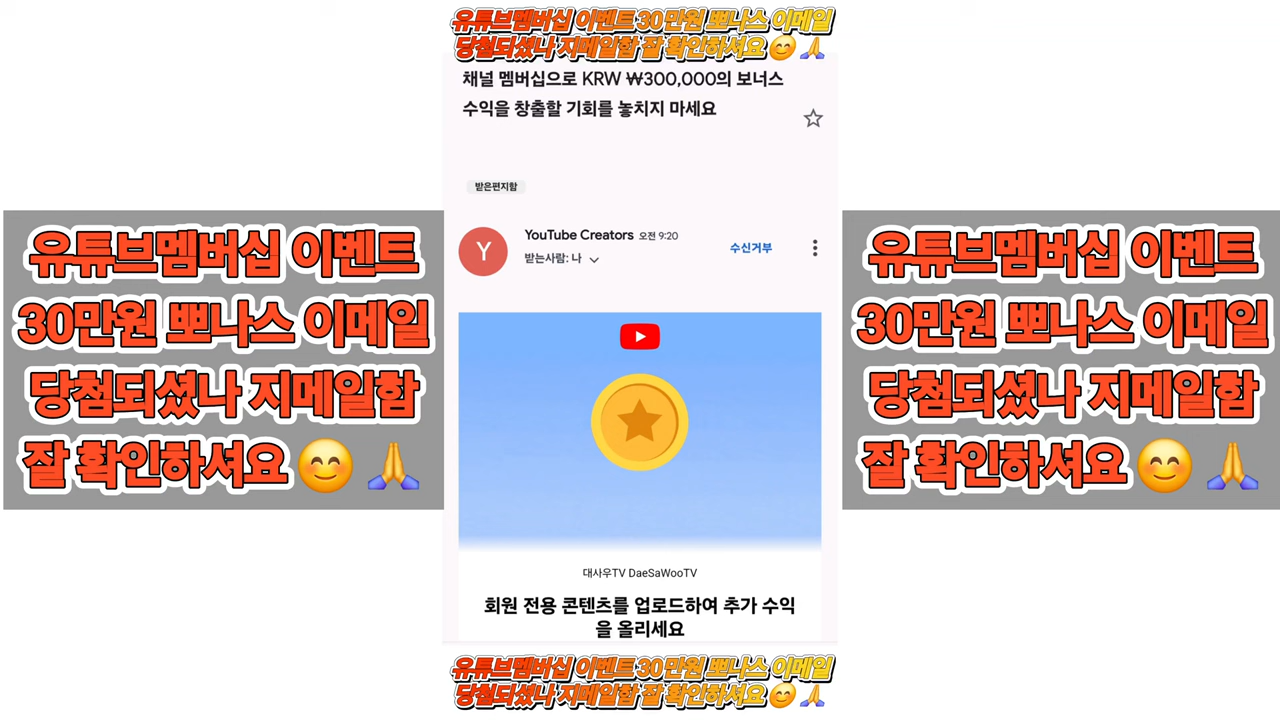 유튜브멤버십 이벤트 30만원 뽀나스 이메일
당첨되셨나 지메일함 잘 확인하셔요 😊 🙏
채널 멤버십으로 KRW ₩300,000의 보너스
수익을 창출할 기회를 놓치지 마세요
받은편지함
Y
YouTube Creators 오전 9:20
받는사람: 나
수신거부
유튜브멤버십 이벤트
30만원 뽀나스 이메일
당첨되셨나 지메일함
잘 확인하셔요 😊 🙏
유튜브멤버십 이벤트
30만원 뽀나스 이메일
당첨되셨나 지메일함
잘 확인하셔요 😊 🙏
대사우TV DaeSaWooTV
회원 전용 콘텐츠를 업로드하여 추가 수익
을 올리세요
유튜브멤버십 이벤트 30만원 뽀나스 이메일
당첨되셨나 지메일함 잘 확인하셔요 😊 🙏